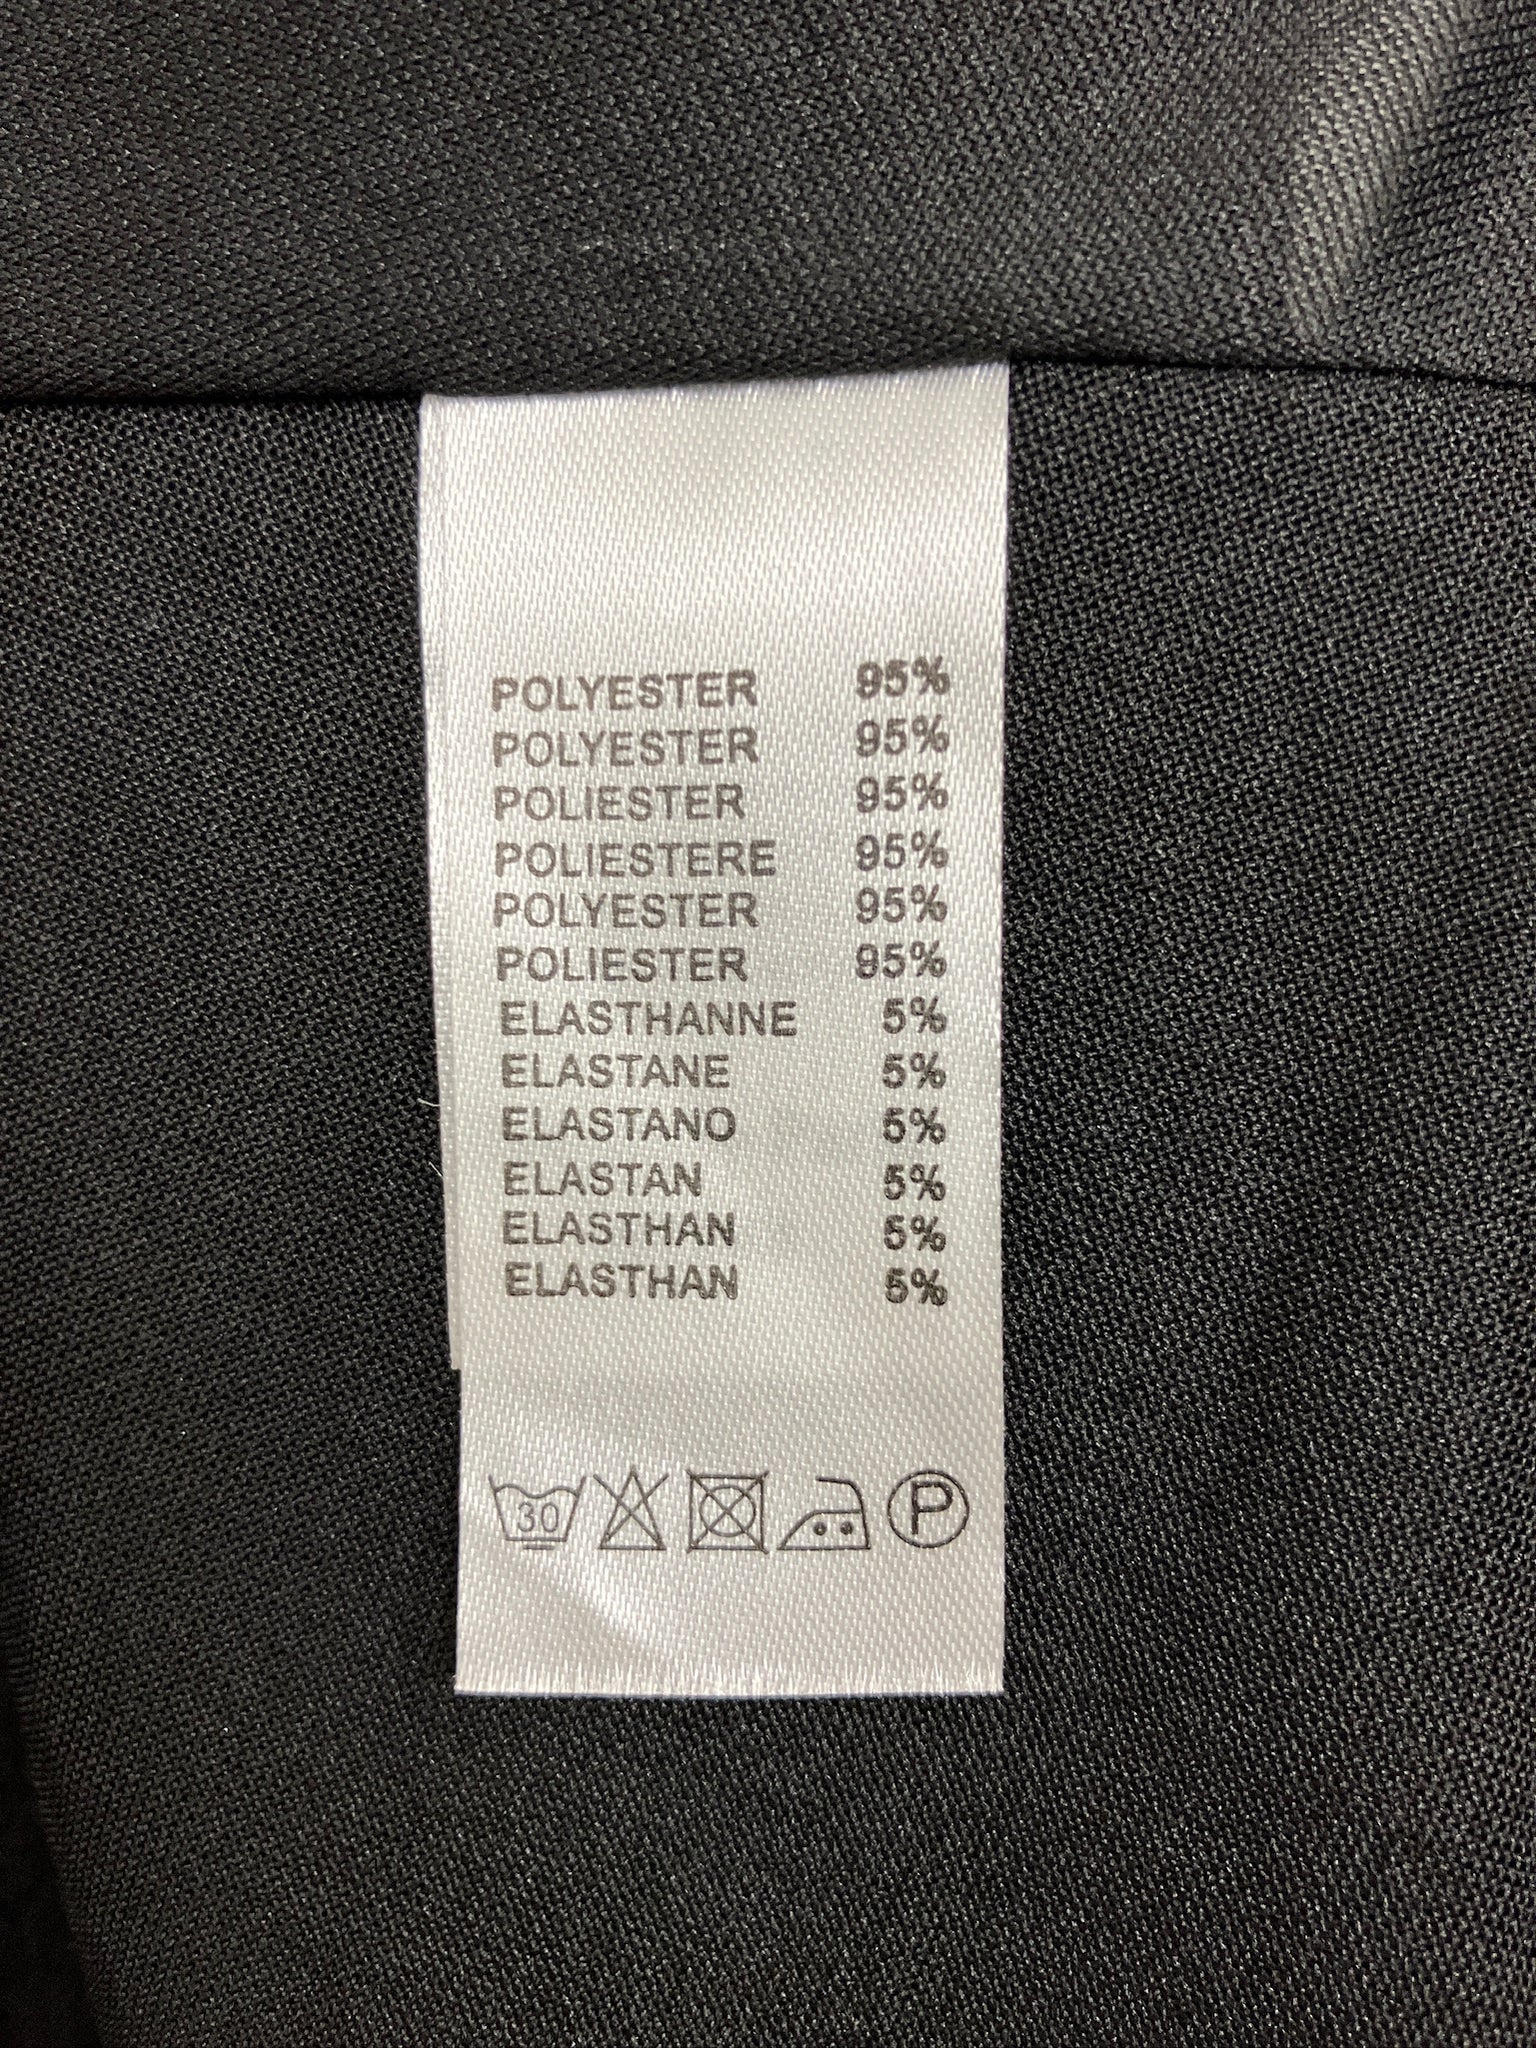 POLYESTER 95%
POLYESTER 95%
POLIESTER 95%
POLIESTERE 95%
POLYESTER 95%
POLIESTER 95%
ELASTHANNE 5%
ELASTANE 5%
ELASTANO 5%
ELASTAN 5%
ELASTHAN 5%
ELASTHAN 5%
30 P